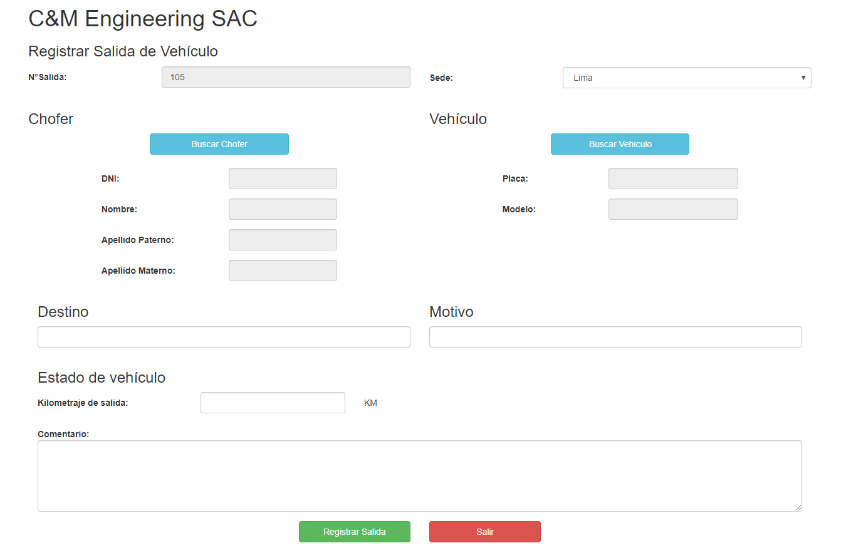 C&M Engineering SAC
Registrar Salida de Vehículo
N°Salida: 105 Sede: Lima
Chofer Vehículo
Buscar Chofer Buscar Vehículo
DNI: Placa:
Nombre: Modelo:
Apellido Paterno:
Apellido Materno:
Destino Motivo
Estado de vehículo
Kilometraje de salida: KM
Comentario:
Registrar Salida Salir